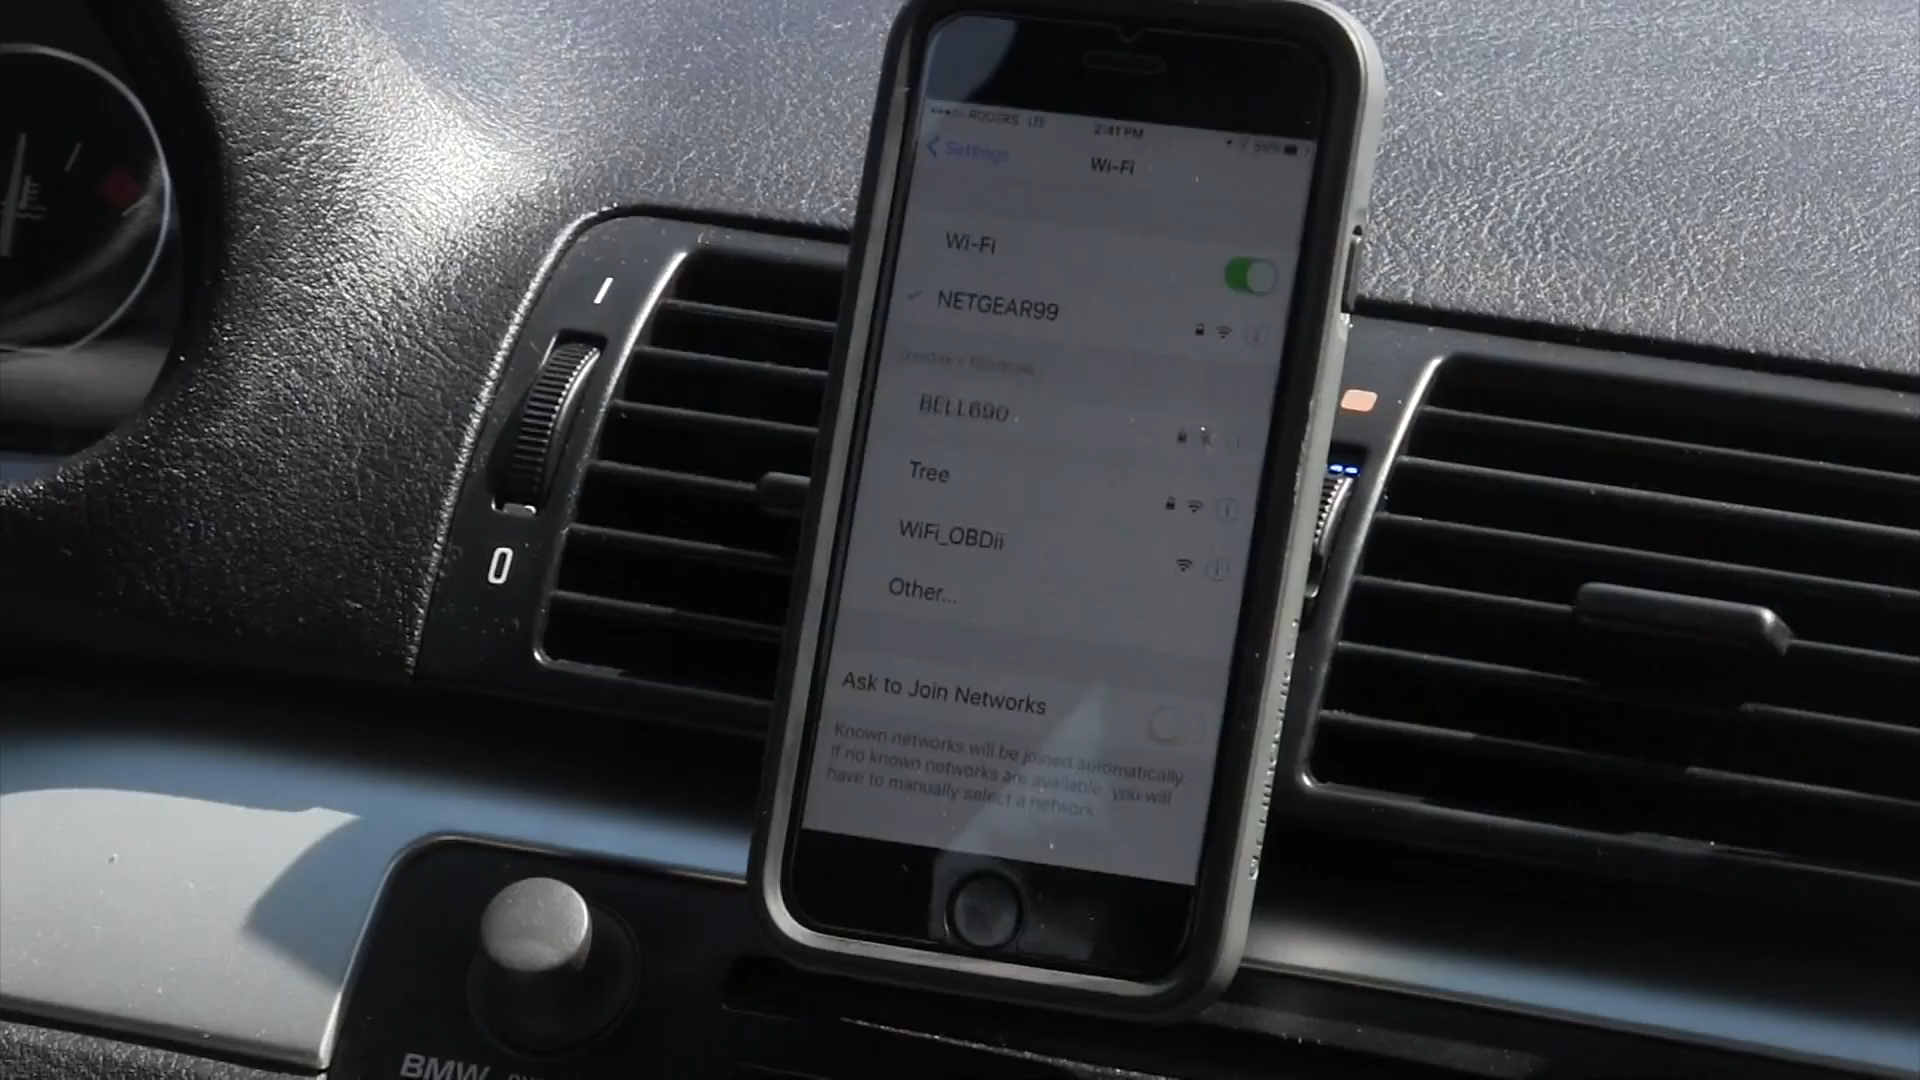 ROGERS LTE 2:41 PM
Settings
Wi-Fi
Wi-Fi
NETGEAR99
BELL690
Tree
WiFi_OBDii
Other...
Ask to Join Networks
Known networks will be joined automatically.
If no known networks are available, you will
have to manually select a network.
0
BMW